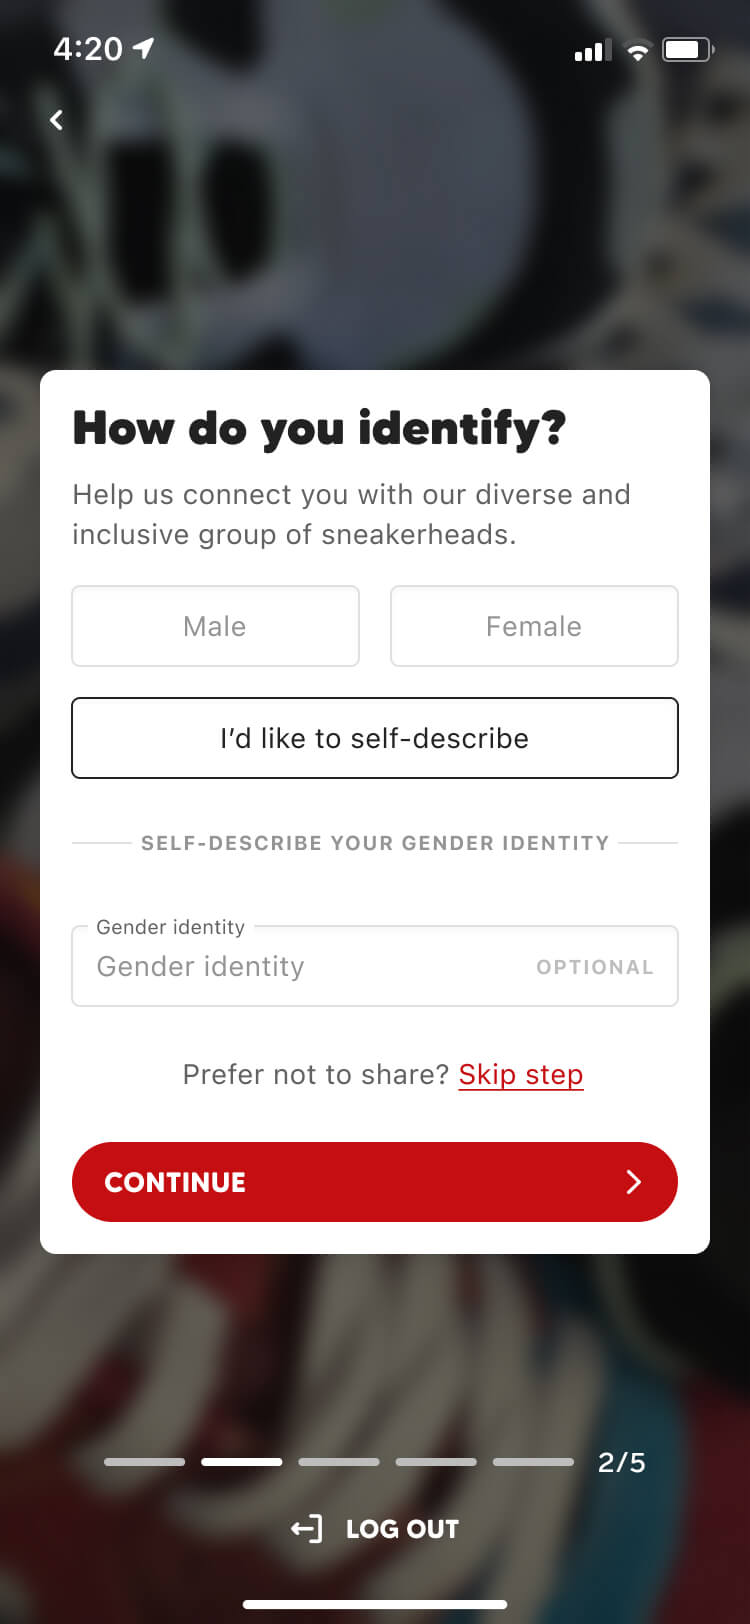 4:20
How do you identify?
Help us connect you with our diverse and
inclusive group of sneakerheads.
Male
Female
I’d like to self-describe
SELF-DESCRIBE YOUR GENDER IDENTITY
Gender identity
Gender identity
OPTIONAL
Prefer not to share? Skip step
CONTINUE
2/5
LOG OUT